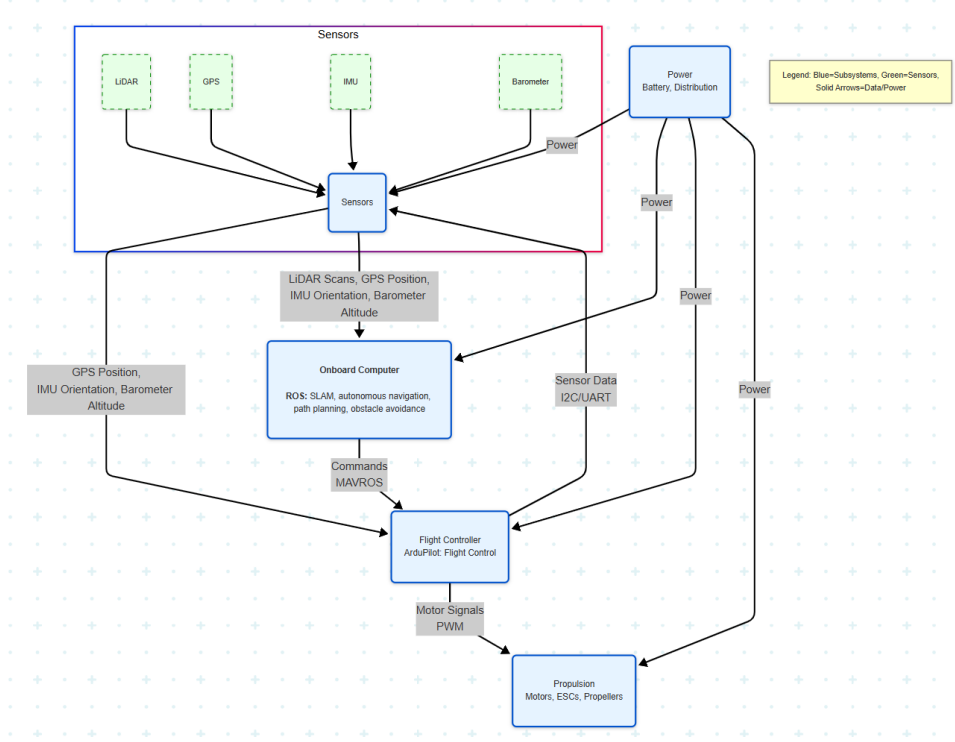 Sensors
LiDAR
GPS
IMU
Barometer
Power
Battery, Distribution
Legend: Blue=Subsystems, Green=Sensors,
Solid Arrows=Data/Power
Power
Sensors
Power
LiDAR Scans, GPS Position,
IMU Orientation, Barometer
Altitude
Power
GPS Position,
IMU Orientation, Barometer
Altitude
Onboard Computer
ROS: SLAM, autonomous navigation,
path planning, obstacle avoidance
Sensor Data
I2C/UART
Power
Commands
MAVROS
Flight Controller
ArduPilot: Flight Control
Motor Signals
PWM
Propulsion
Motors, ESCs, Propellers